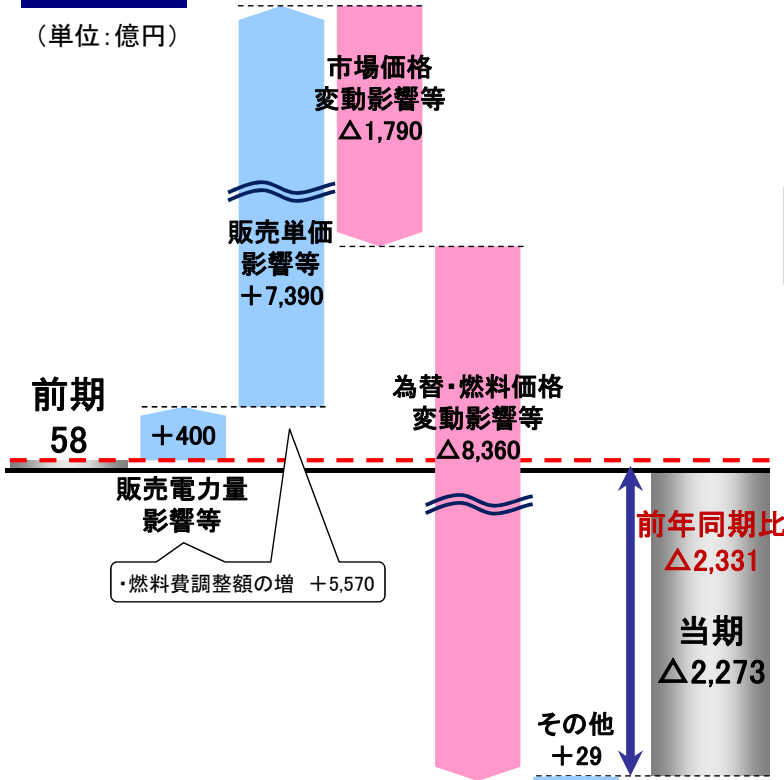 （単位：億円）
市場価格
変動影響等
△1,790
販売単価
影響等
＋7,390
前期
58
＋400
販売電力量
影響等
・燃料費調整額の増　＋5,570
為替・燃料価格
変動影響等
△8,360
その他
＋29
前年同期比
△2,331
当期
△2,273